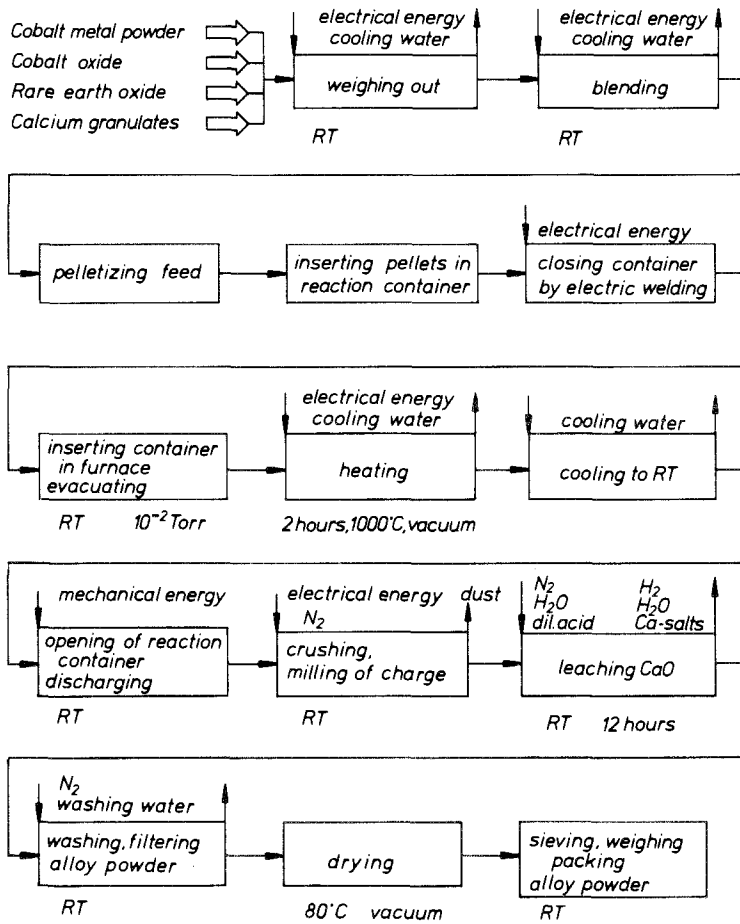 Cobalt metal powder
Cobalt oxide
Rare earth oxide
Calcium granulates
electrical energy
cooling water
weighing out
RT
electrical energy
cooling water
blending
RT
pelletizing feed
inserting pellets in
reaction container
electrical energy
closing container
by electric welding
inserting container
in furnace
evacuating
RT 10⁻² Torr
electrical energy
cooling water
heating
2 hours, 1000°C, vacuum
cooling water
cooling to RT
mechanical energy
opening of reaction
container
discharging
RT
electrical energy dust
N₂
crushing,
milling of charge
RT
N₂ H₂
H₂O H₂O
dil. acid Ca-salts
leaching CaO
RT 12 hours
N₂
washing water
washing, filtering
alloy powder
RT
drying
80°C vacuum
sieving, weighing
packing
alloy powder
RT